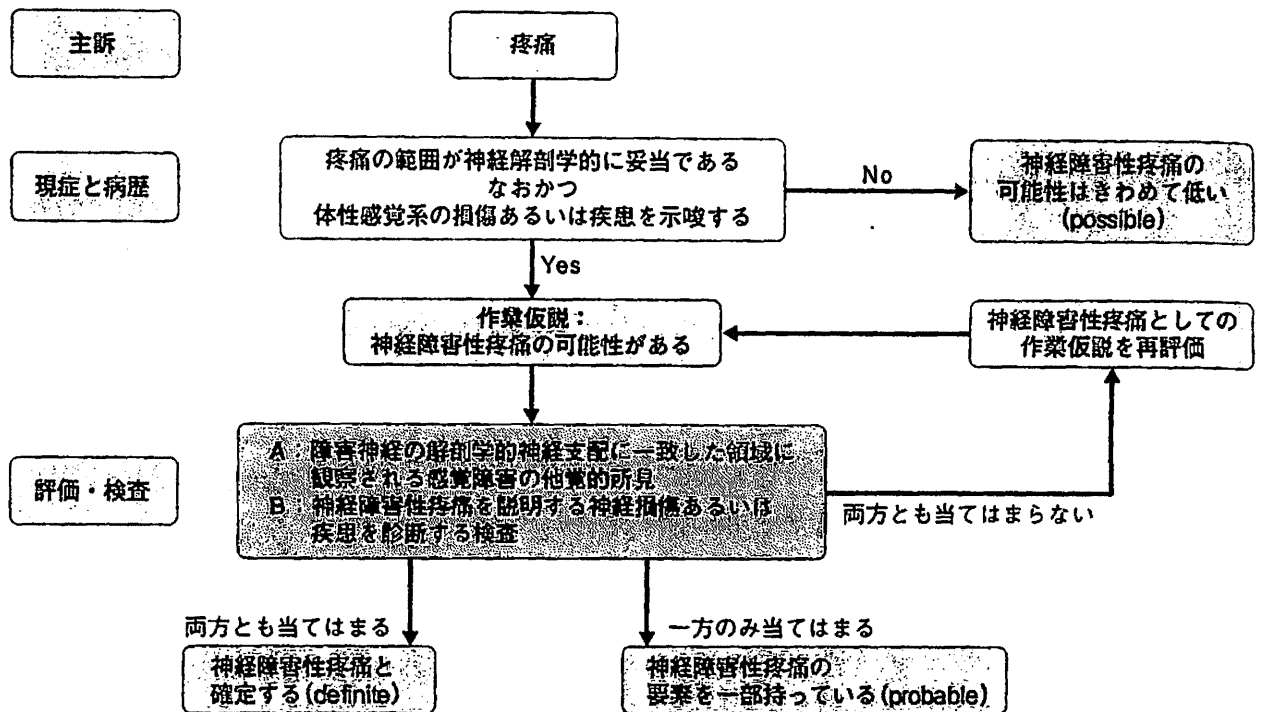 主訴
疼痛
現症と病歴
疼痛の範囲が神経解剖学的に妥当である
なおかつ
体性感覚系の損傷あるいは疾患を示唆する
No
神経障害性疼痛の
可能性はきわめて低い
(possible)
Yes
作業仮説:
神経障害性疼痛の可能性がある
神経障害性疼痛としての
作業仮説を再評価
評価・検査
A:障害神経の解剖学的神経支配に一致した領域に
観察される感覚障害の他覚的所見
B:神経障害性疼痛を説明する神経損傷あるいは
疾患を診断する検査
両方とも当てはまらない
両方とも当てはまる
一方のみ当てはまる
神経障害性疼痛と
確定する(definite)
神経障害性疼痛の
要素を一部持っている(probable)